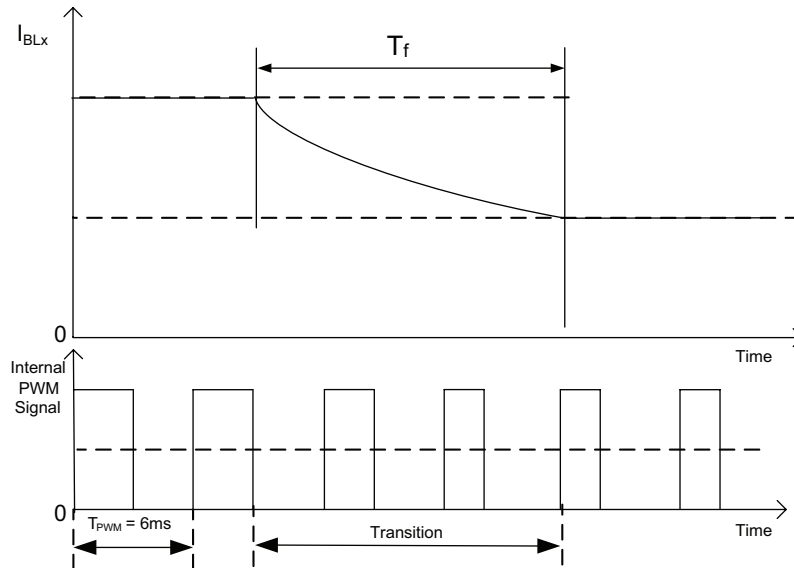 I_BLx
T_f
0
Time
Internal
PWM
Signal
0
T_PWM = 6ms
Transition
Time